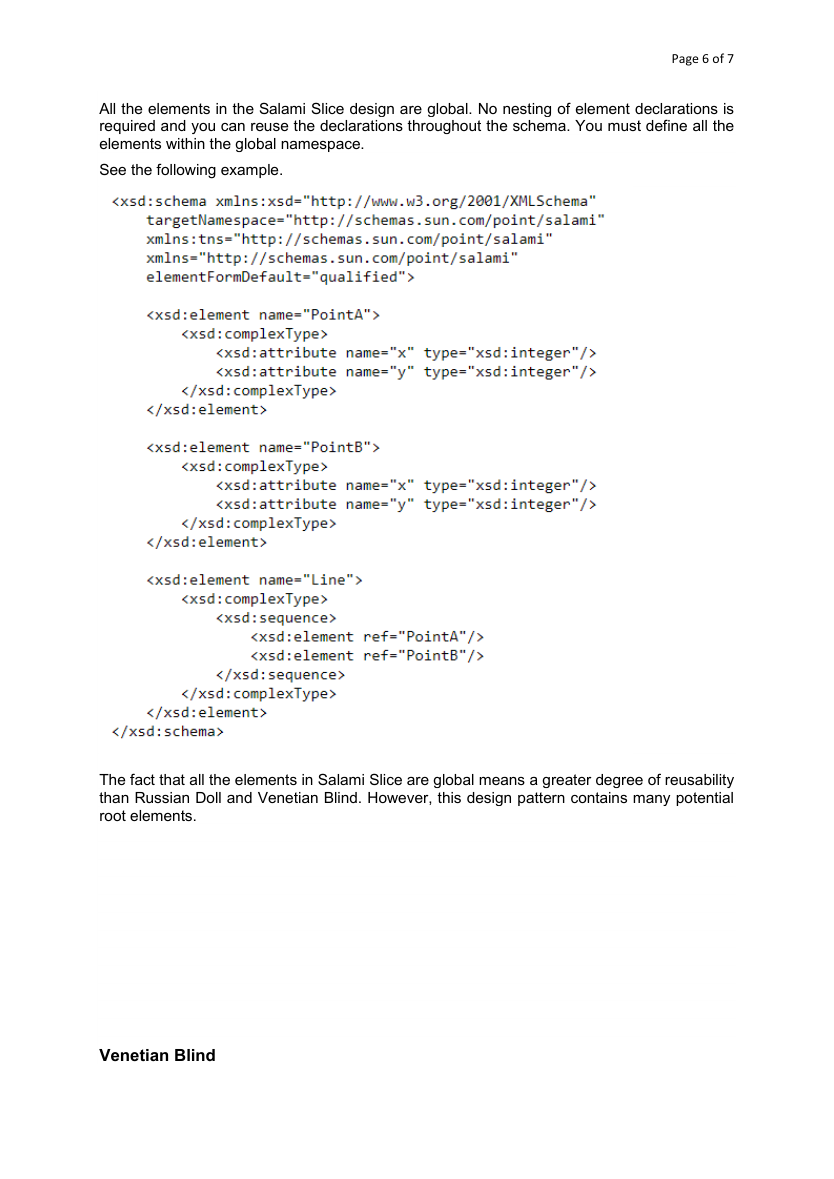 Page 6 of 7
All the elements in the Salami Slice design are global. No nesting of element declarations is
required and you can reuse the declarations throughout the schema. You must define all the
elements within the global namespace.
See the following example.
<xsd:schema xmlns:xsd="http://www.w3.org/2001/XMLSchema"
    targetNamespace="http://schemas.sun.com/point/salami"
    xmlns:tns="http://schemas.sun.com/point/salami"
    xmlns="http://schemas.sun.com/point/salami"
    elementFormDefault="qualified">

    <xsd:element name="PointA">
        <xsd:complexType>
            <xsd:attribute name="x" type="xsd:integer"/>
            <xsd:attribute name="y" type="xsd:integer"/>
        </xsd:complexType>
    </xsd:element>

    <xsd:element name="PointB">
        <xsd:complexType>
            <xsd:attribute name="x" type="xsd:integer"/>
            <xsd:attribute name="y" type="xsd:integer"/>
        </xsd:complexType>
    </xsd:element>

    <xsd:element name="Line">
        <xsd:complexType>
            <xsd:sequence>
                <xsd:element ref="PointA"/>
                <xsd:element ref="PointB"/>
            </xsd:sequence>
        </xsd:complexType>
    </xsd:element>
</xsd:schema>

The fact that all the elements in Salami Slice are global means a greater degree of reusability
than Russian Doll and Venetian Blind. However, this design pattern contains many potential
root elements.
Venetian Blind